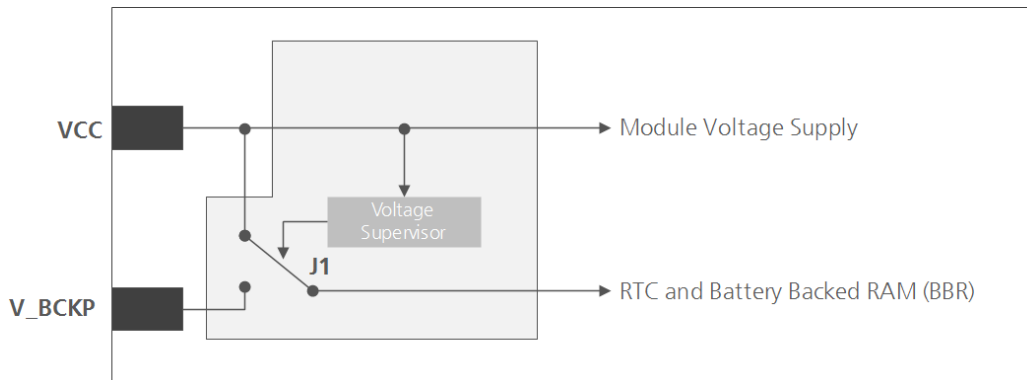 VCC
Module Voltage Supply
Voltage
Supervisor
J1
V_BCKP
RTC and Battery Backed RAM (BBR)